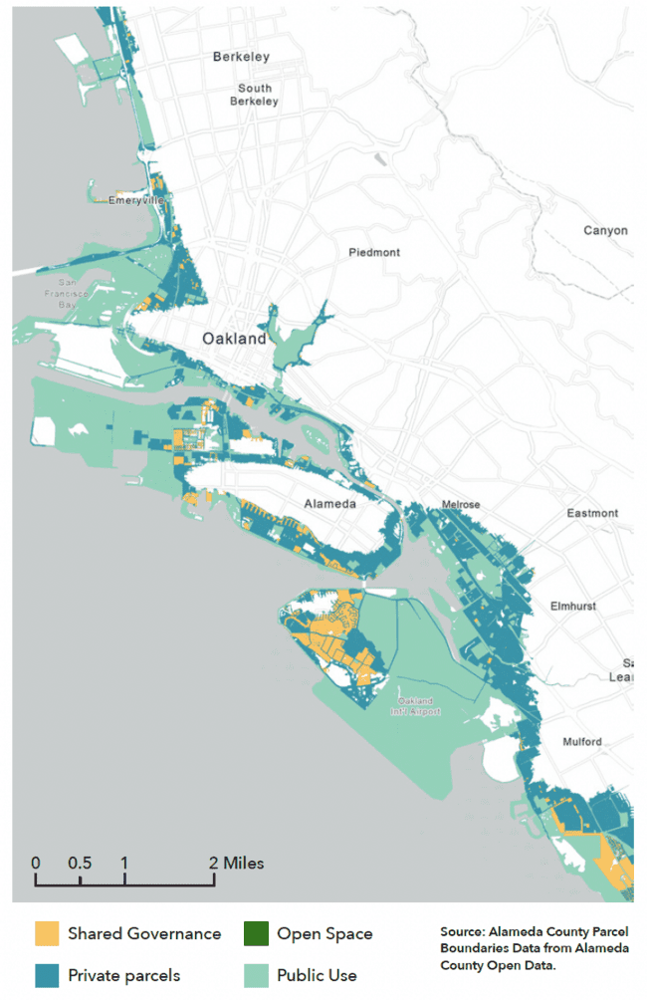 Berkeley
South
Berkeley
Emeryville
Canyon
Piedmont
San
Francisco
Bay
Oakland
Alameda
Melrose
Eastmont
Elmhurst
Sa
Lea
Oakland
Int'l Airport
Mulford
0 0.5 1 2 Miles
Shared Governance
Open Space
Private parcels
Public Use
Source: Alameda County Parcel
Boundaries Data from Alameda
County Open Data.